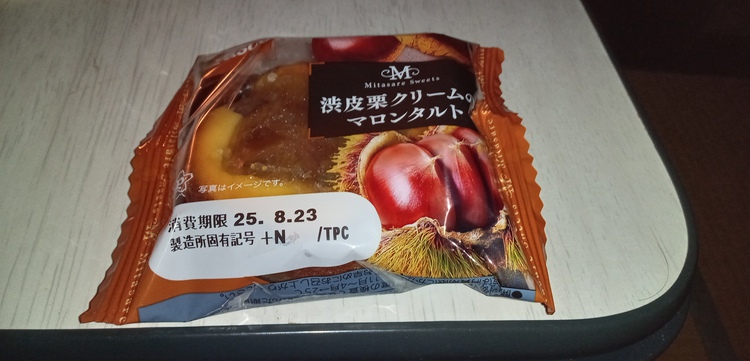 M
Mitasare Sweets
渋皮栗クリームの
マロンタルト
写真はイメージです。
消費期限 25. 8.23
製造所固有記号 +N /TPC